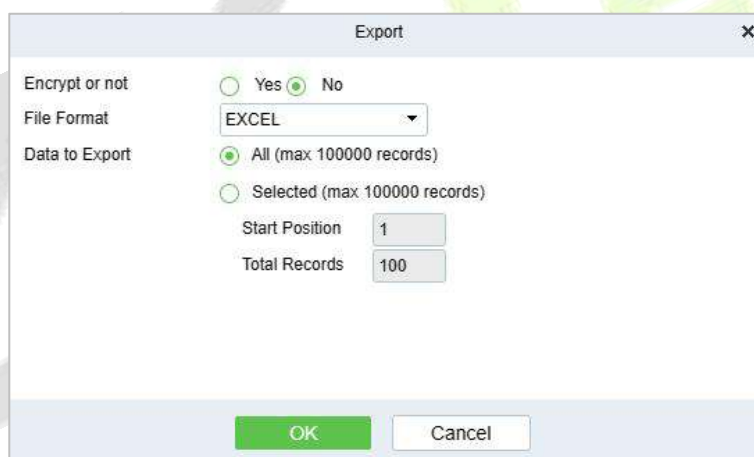 Export
Encrypt or not Yes No
File Format EXCEL
Data to Export All (max 100000 records)
Selected (max 100000 records)
Start Position 1
Total Records 100
OK Cancel